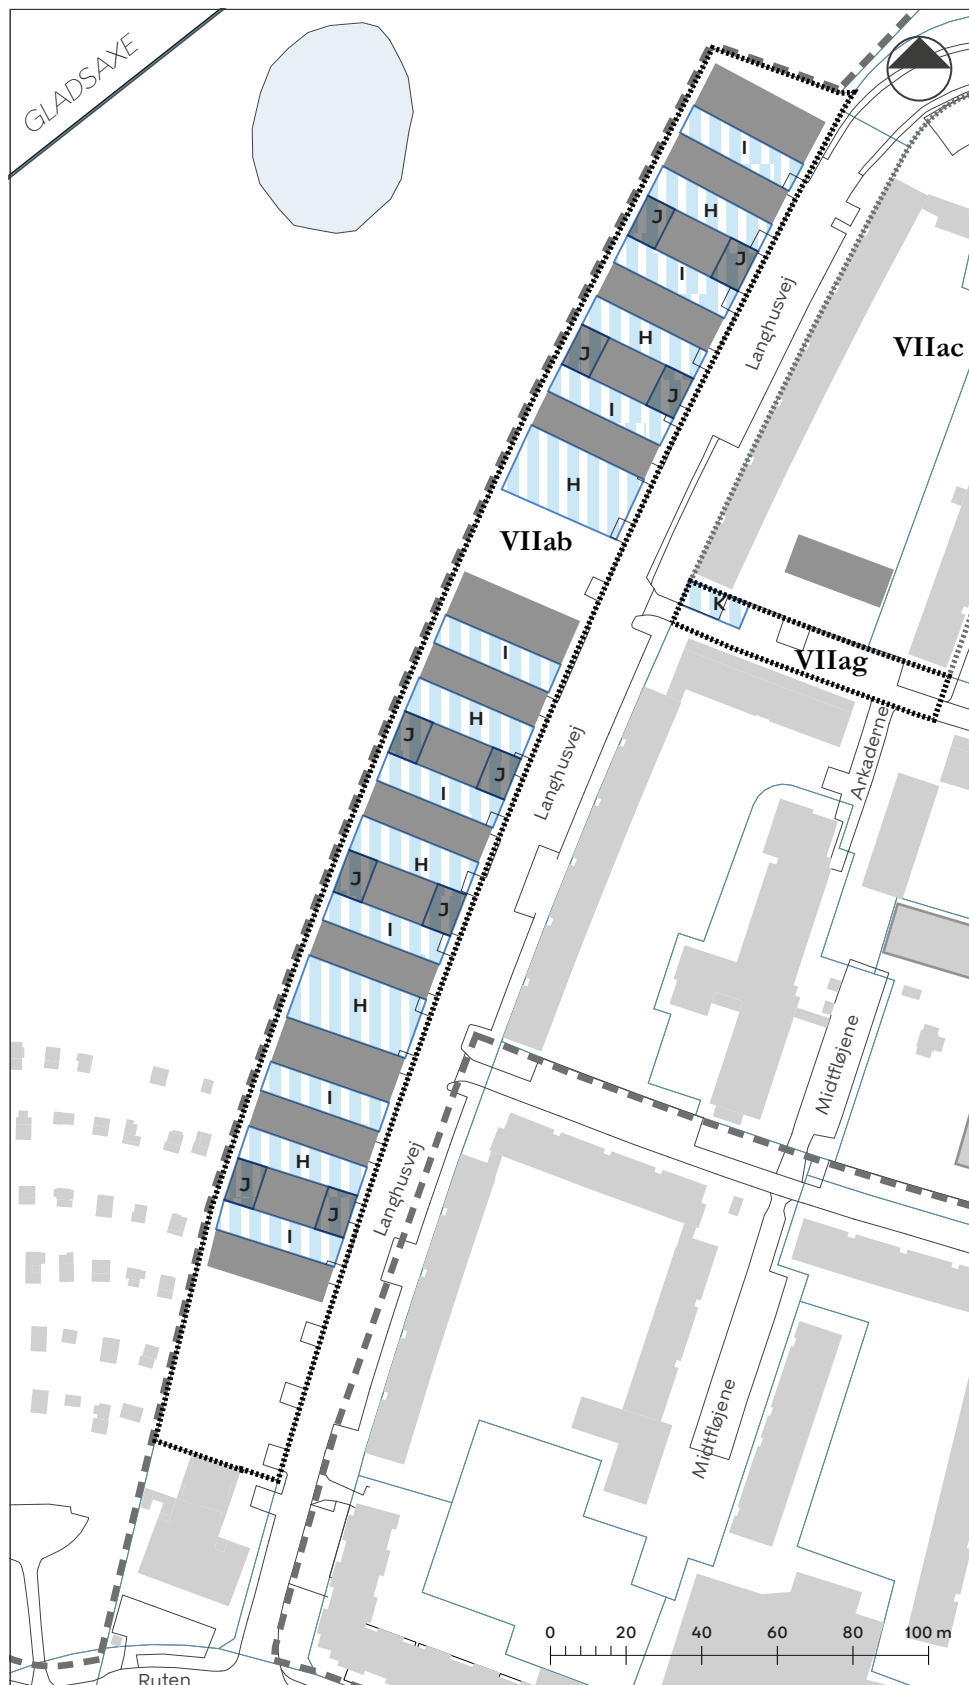 GLADSAXE
I
H
J
J
I
Langhusvej
H
VIIac
J
J
I
H
VIIab
K
I
VIIag
H
J
Arkaderne
J
Langhusvej
I
H
J
J
I
H
Midtfløjene
I
H
J
Langhusvej
J
I
Midtfløjene
0 20 40 60 80 100 m
Ruten